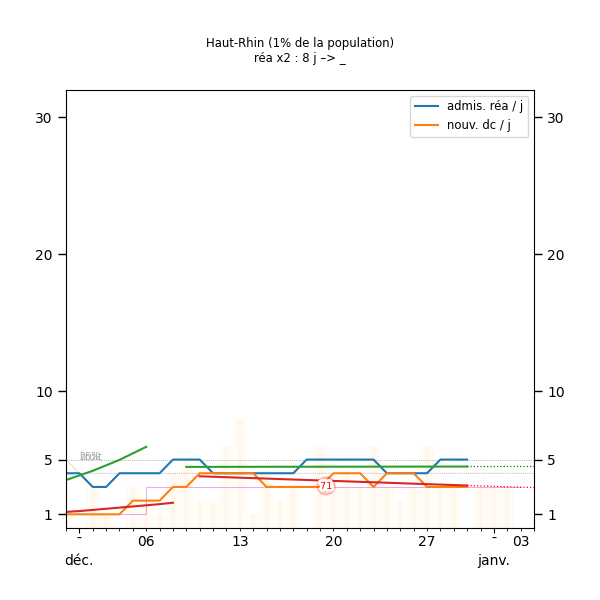 Haut-Rhin (1% de la population)
réa x2 : 8 j –> _
admis. réa / j
nouv. dc / j
30 30
20 20
10 10
5 5
1 1
71
- 06 13 20 27 - 03
déc. janv.